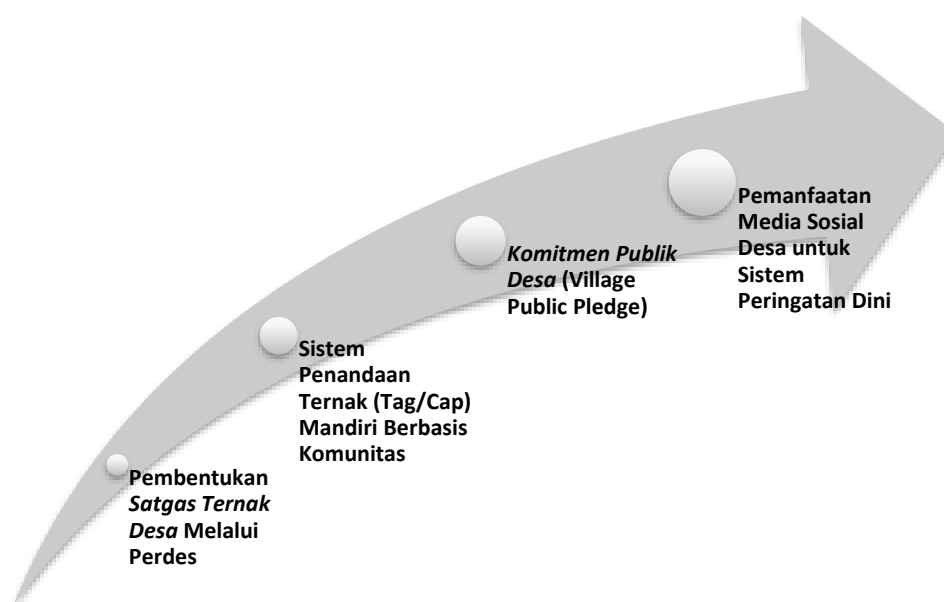 Pembentukan
Satgas Ternak
Desa Melalui
Perdes
Sistem
Penandaan
Ternak (Tag/Cap)
Mandiri Berbasis
Komunitas
Komitmen Publik
Desa (Village
Public Pledge)
Pemanfaatan
Media Sosial
Desa untuk
Sistem
Peringatan Dini